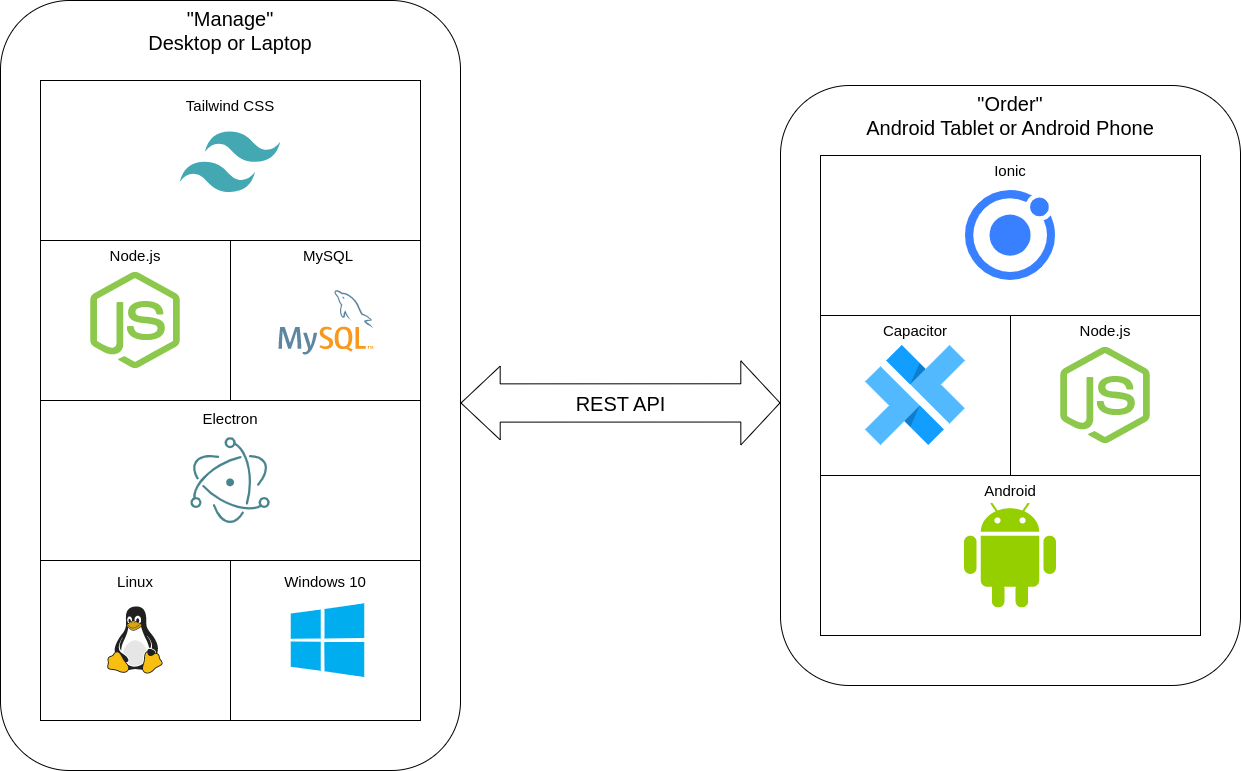 "Manage"
Desktop or Laptop
Tailwind CSS
Node.js
MySQL
JS
MySQL™
Electron
Linux
Windows 10
REST API
"Order"
Android Tablet or Android Phone
Ionic
Capacitor
Node.js
JS
Android